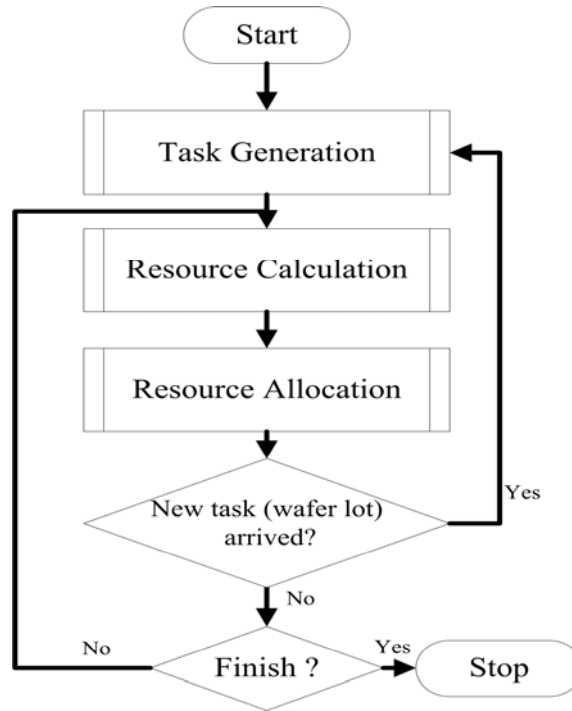 Start
Task Generation
Resource Calculation
Resource Allocation
New task (wafer lot)
arrived?
Yes
No
No
Finish ?
Yes
Stop